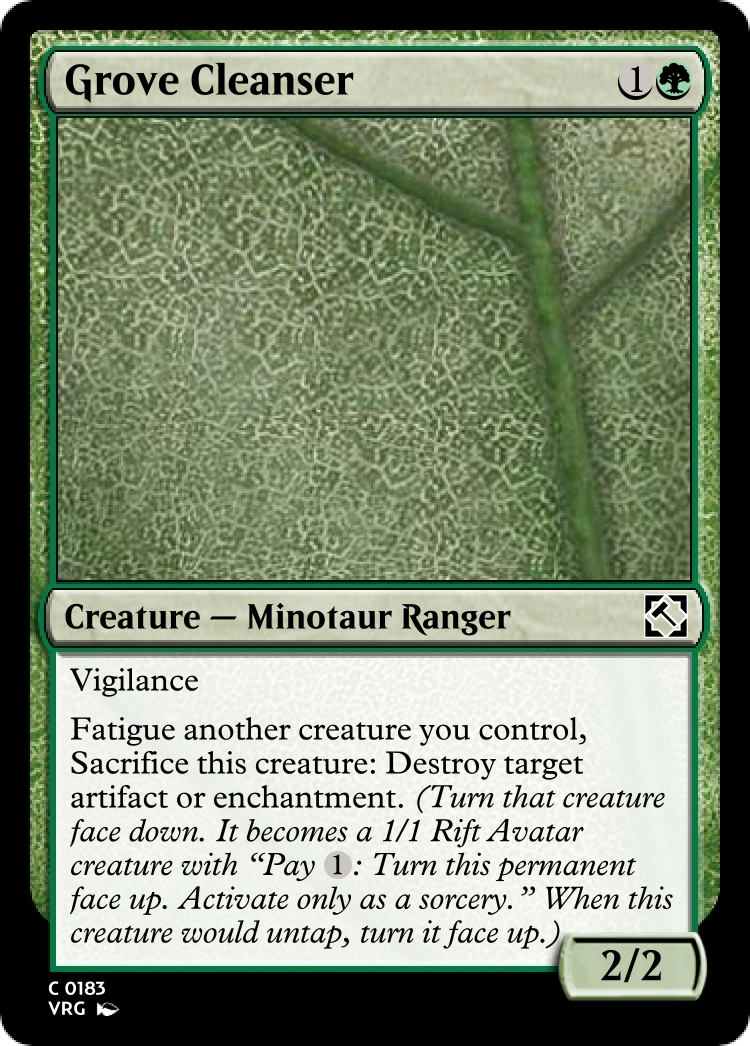 Grove Cleanser 1
Creature — Minotaur Ranger
Vigilance
Fatigue another creature you control,
Sacrifice this creature: Destroy target
artifact or enchantment. (Turn that creature
face down. It becomes a 1/1 Rift Avatar
creature with “Pay 1: Turn this permanent
face up. Activate only as a sorcery.” When this
creature would untap, turn it face up.)
2/2
C 0183
VRG